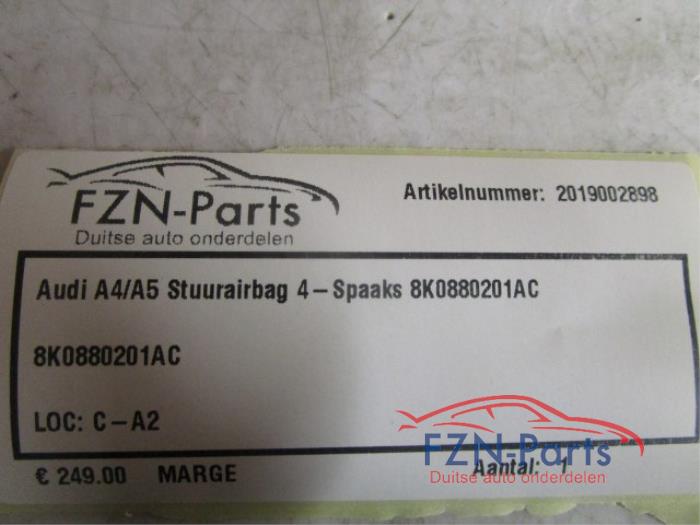 FZN-Parts
Duitse auto onderdelen
Artikelnummer: 2019002898
Audi A4/A5 Stuurairbag 4-Spaaks 8K0880201AC
8K0880201AC
LOC: C-A2
€ 249.00 MARGE
Aantal: 1
FZN-Parts
Duitse auto onderdelen